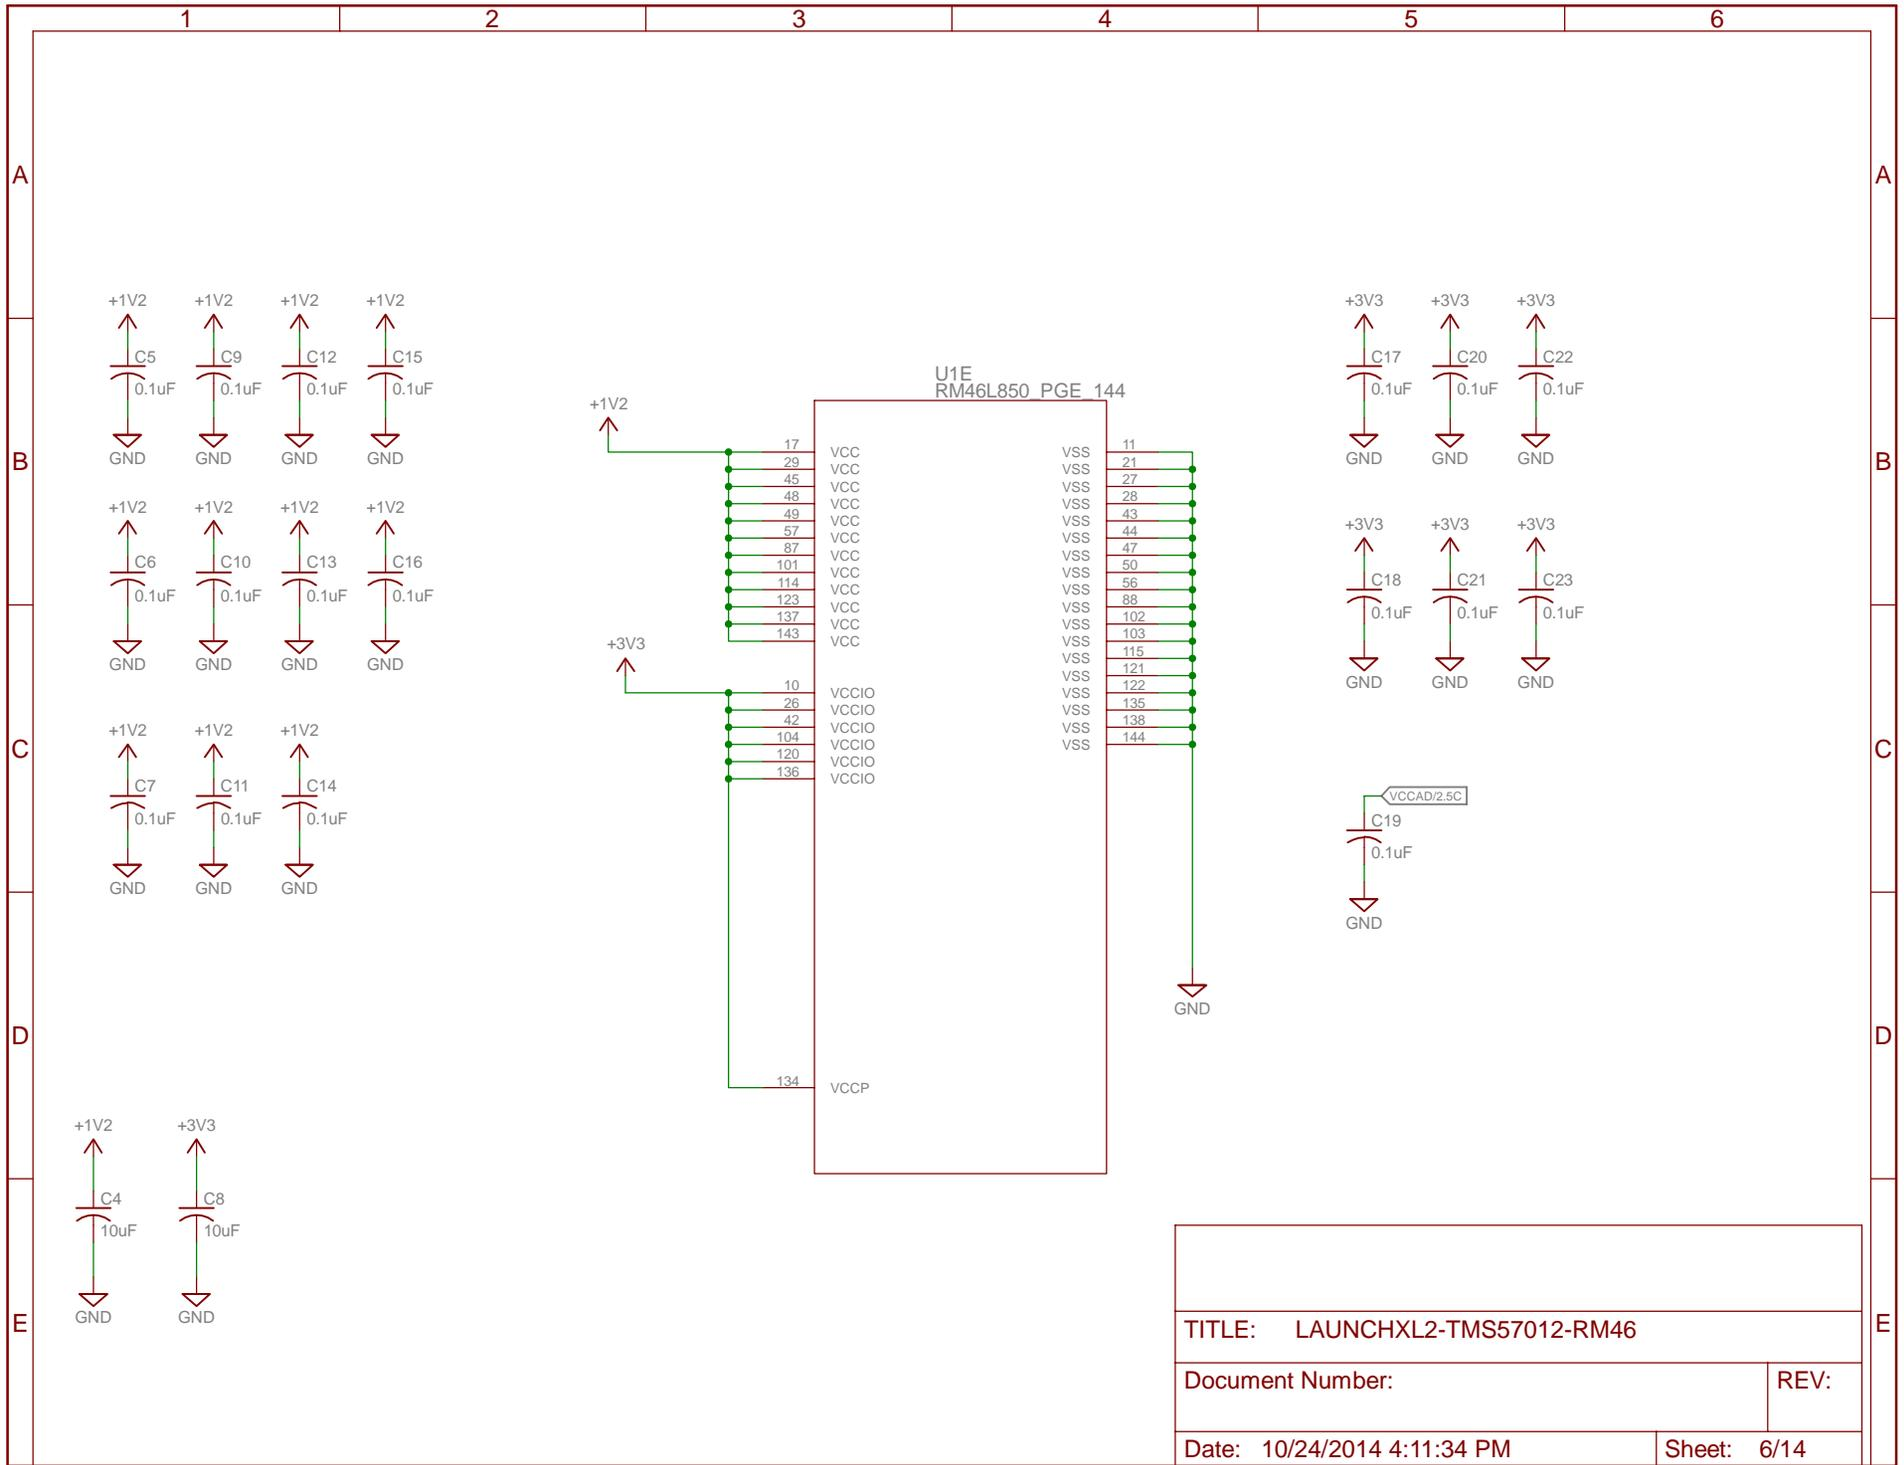 1 2 3 4 5 6
A A
+1V2 +1V2 +1V2 +1V2
C5 C9 C12 C15
0.1uF 0.1uF 0.1uF 0.1uF
GND GND GND GND
+3V3 +3V3 +3V3
C17 C20 C22
0.1uF 0.1uF 0.1uF
GND GND GND
B B
+1V2 +1V2 +1V2 +1V2
C6 C10 C13 C16
0.1uF 0.1uF 0.1uF 0.1uF
GND GND GND GND
+3V3 +3V3 +3V3
C18 C21 C23
0.1uF 0.1uF 0.1uF
GND GND GND
U1E
RM46L850_PGE_144
+1V2
17 VCC VSS 11
29 VCC VSS 21
45 VCC VSS 27
48 VCC VSS 28
49 VCC VSS 43
57 VCC VSS 44
87 VCC VSS 47
101 VCC VSS 50
114 VCC VSS 56
123 VCC VSS 88
137 VCC VSS 102
143 VCC VSS 103
+3V3
VSS 115
VSS 121
10 VCCIO VSS 122
26 VCCIO VSS 135
42 VCCIO VSS 138
104 VCCIO VSS 144
120 VCCIO
136 VCCIO
134 VCCP
GND
C C
+1V2 +1V2 +1V2
C7 C11 C14
0.1uF 0.1uF 0.1uF
GND GND GND
VCCAD/2.5C
C19
0.1uF
GND
D D
+1V2 +3V3
C4 C8
10uF 10uF
GND GND
E E
TITLE: LAUNCHXL2-TMS57012-RM46
Document Number: REV:
Date: 10/24/2014 4:11:34 PM Sheet: 6/14